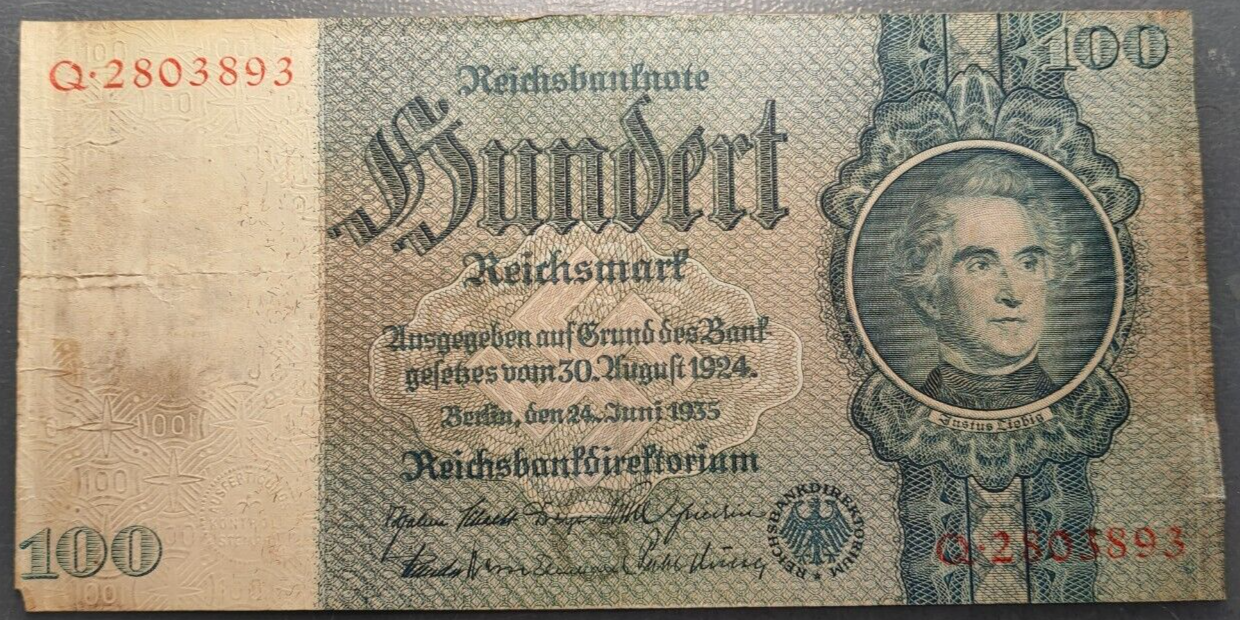 100
Q·2803893
Reichsbanknote
Hundert
Reichsmark
Ausgegeben auf Grund des Bank-
gesetzes vom 30. August 1924.
Berlin, den 24. Juni 1935
Reichsbankdirektorium
Justus Liebig
REICHSBANKDIREKTORIUM
100
Q·2803893